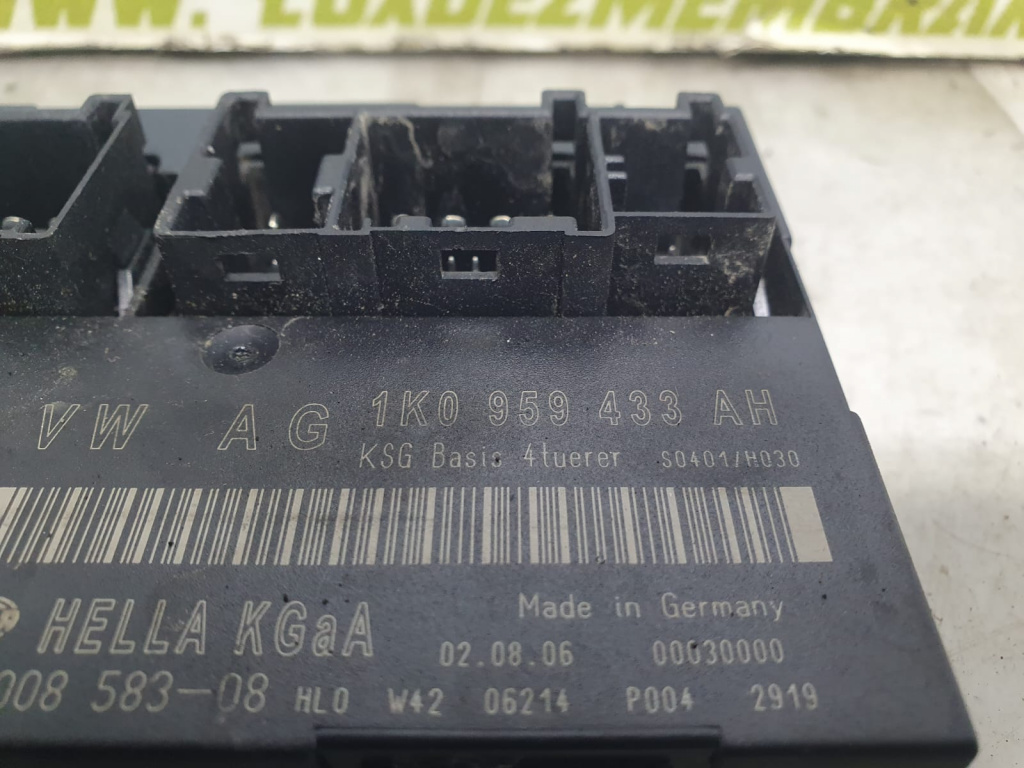 VW AG 1K0 959 433 AH
KSG Basis 4tuerer S0401/H030
HELLA KGaA Made in Germany
02.08.06 00030000
008 583-08 HL0 W42 06214 P004 2919